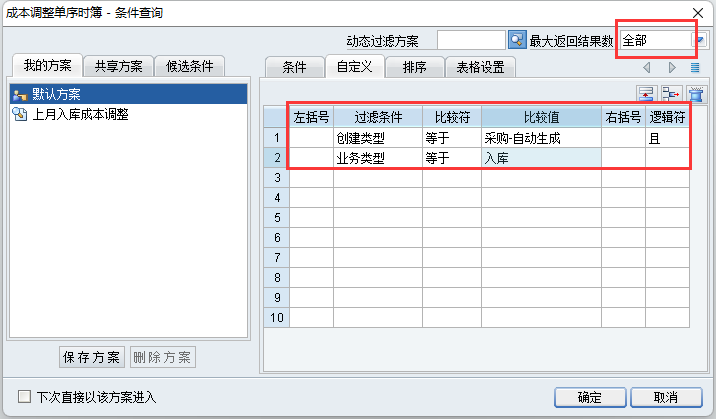 成本调整单序时簿 - 条件查询
动态过滤方案 最大返回结果数 全部
我的方案 共享方案 候选条件
默认方案
上月入库成本调整
条件 自定义 排序 表格设置
左括号 过滤条件 比较符 比较值 右括号 逻辑符
1 创建类型 等于 采购-自动生成 且
2 业务类型 等于 入库
3
4
5
6
7
8
9
10
保存方案 删除方案
下次直接以该方案进入
确定 取消